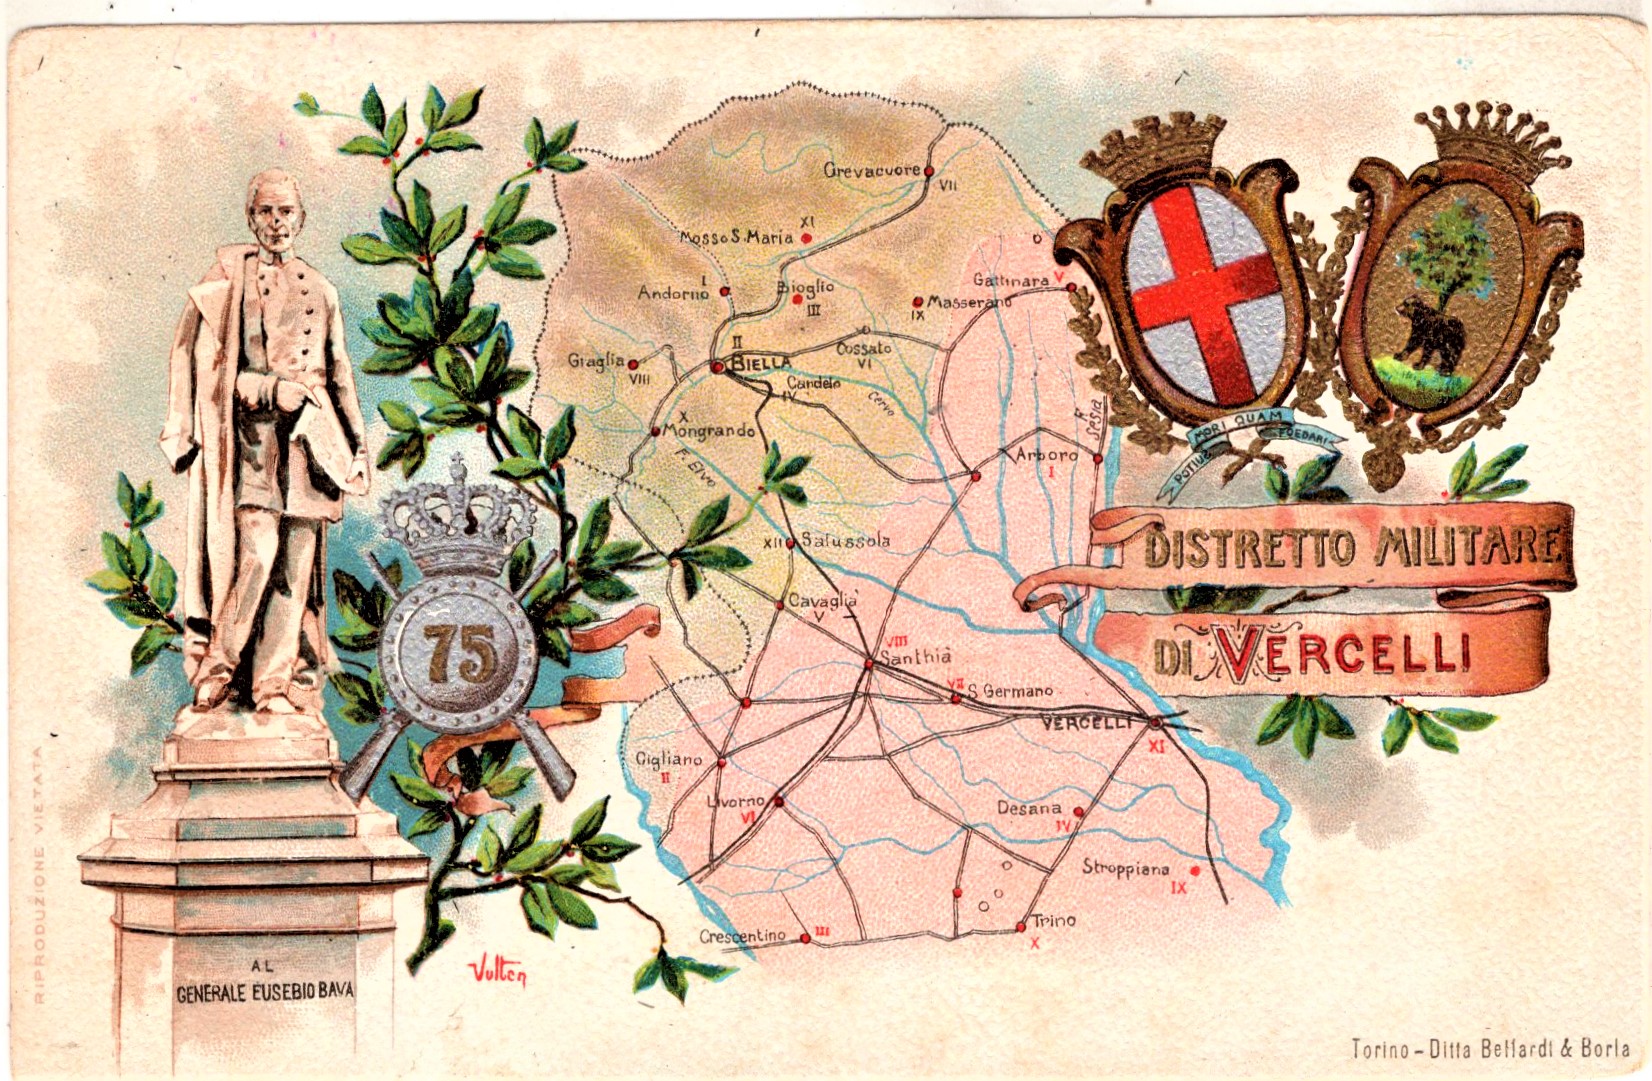 Crevacuore
VII
XI
Mosso S. Maria
Gattinara V
I
Andorno
Bioglio
III
Masserano
IX
II
BIELLA
Cossato
VI
Giaglia
VIII
Candelo
IV
Cervo
X
Mongrando
F. Elvo
Sesia
Arboro
I
POTIUS MORI QUAM FOEDARI
DISTRETTO MILITARE
DI VERCELLI
XII Salussola
Cavaglià
V
75
VIII
Santhià
VII
S. Germano
VERCELLI
XI
Cigliano
II
Livorno
VI
Desana
IV
Stroppiana
IX
Crescentino III
Trino
X
Vulten
AL
GENERALE EUSEBIO BAVA
RIPRODUZIONE VIETATA
Torino - Ditta Belfardi & Borla